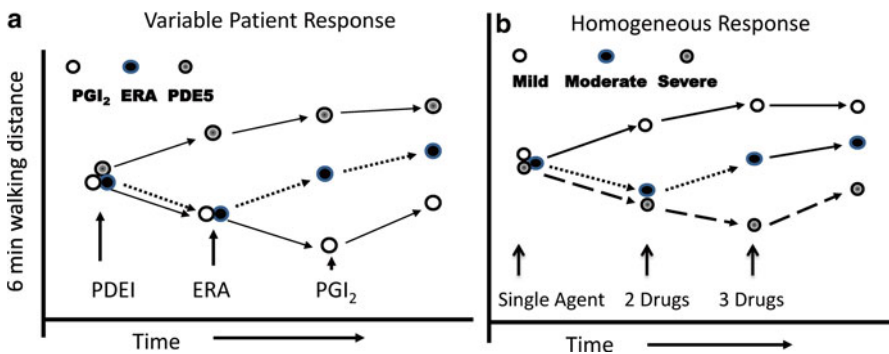 a
Variable Patient Response
PGI₂ ERA PDE5
6 min walking distance
PDEI ERA PGI₂
Time
b
Homogeneous Response
Mild Moderate Severe
Single Agent 2 Drugs 3 Drugs
Time